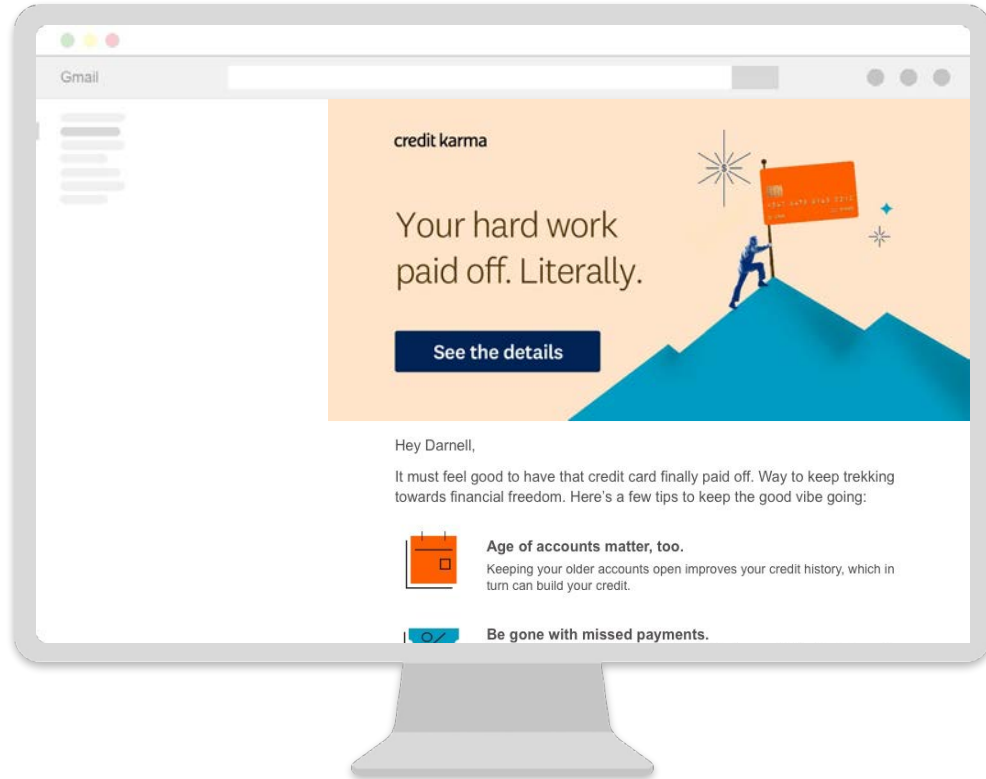 Gmail
credit karma
Your hard work
paid off. Literally.
See the details
Hey Darnell,
It must feel good to have that credit card finally paid off. Way to keep trekking
towards financial freedom. Here's a few tips to keep the good vibe going:
Age of accounts matter, too.
Keeping your older accounts open improves your credit history, which in
turn can build your credit.
Be gone with missed payments.